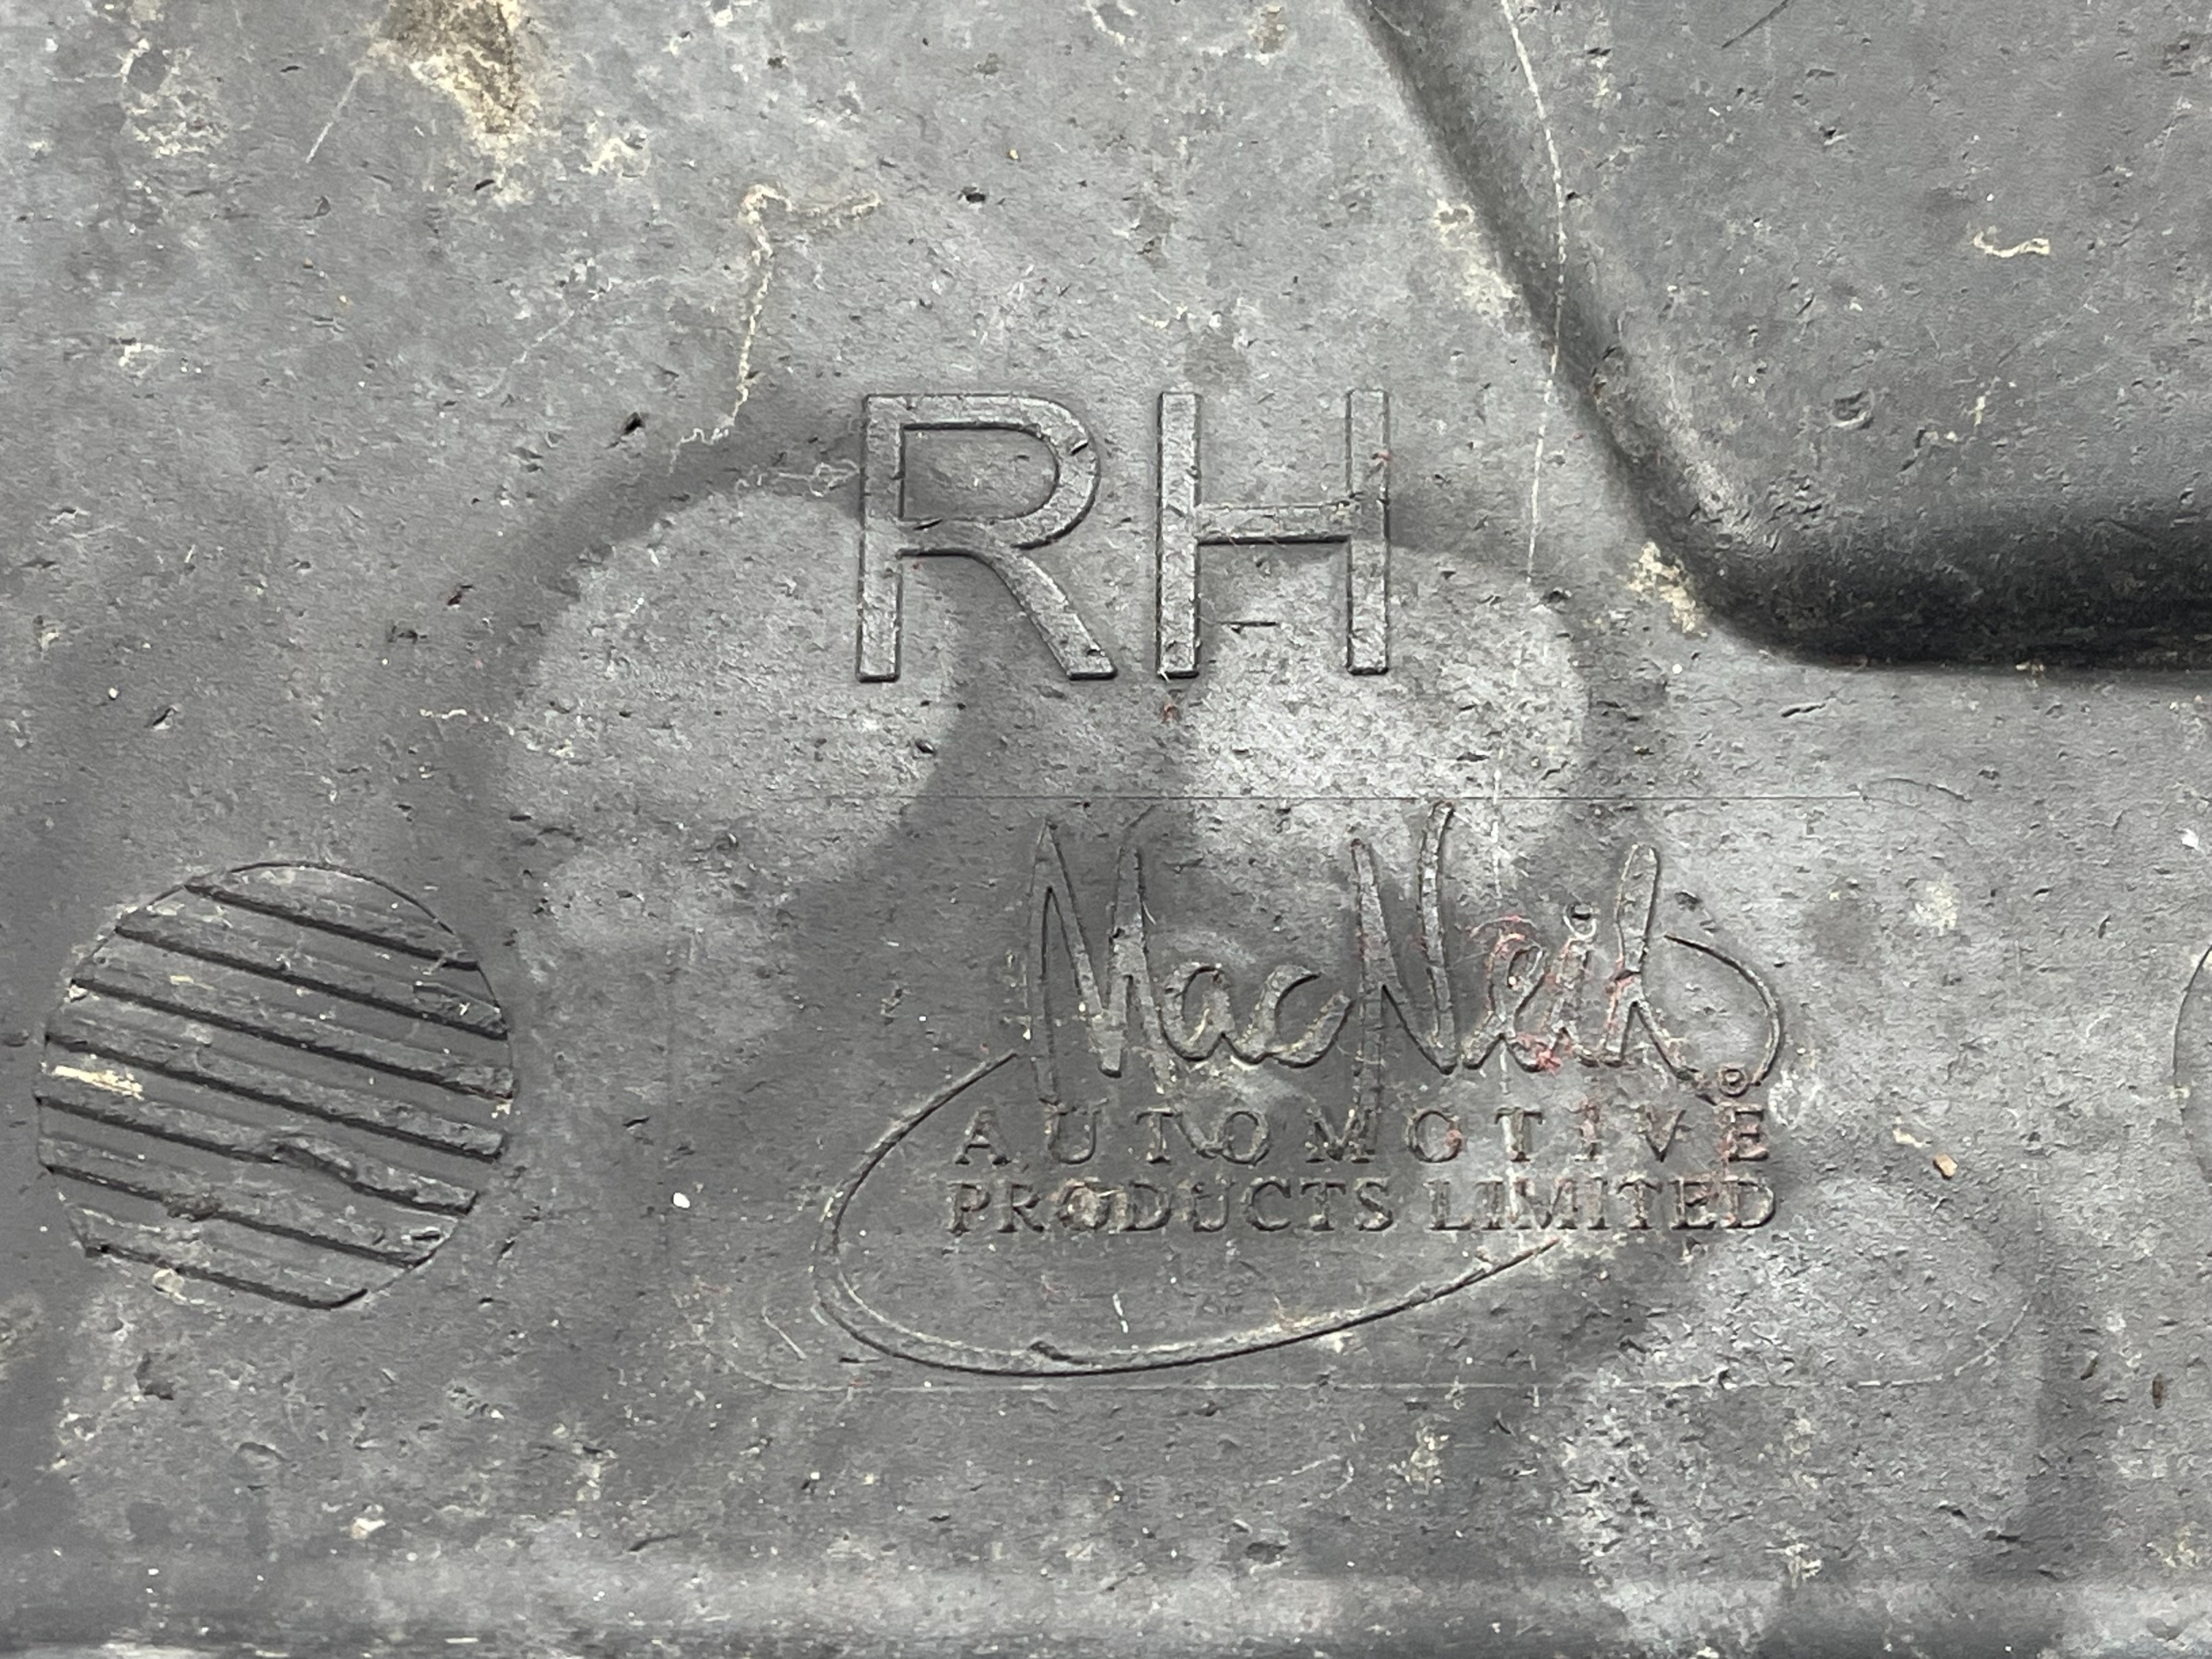 RH
MacNeil®
AUTOMOTIVE
PRODUCTS LIMITED